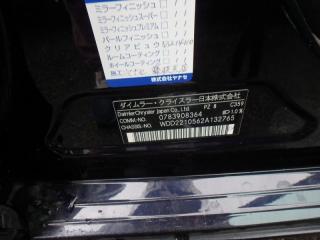 ミラーフィニッシュ
ミラーフィニッシュスーパー
ミラーフィニッシュプレミアム
パールフィニッシュ
クリアビュウ
ルームコーティング
ホイールコーティング
株式会社ヤナセ
ダイムラー・クライスラー日本株式会社
DaimlerChrysler Japan Co.,Ltd. PZ 8 C359
COMM-NO. 0783908364
CHASSIS-NO. WDD2210562A132765